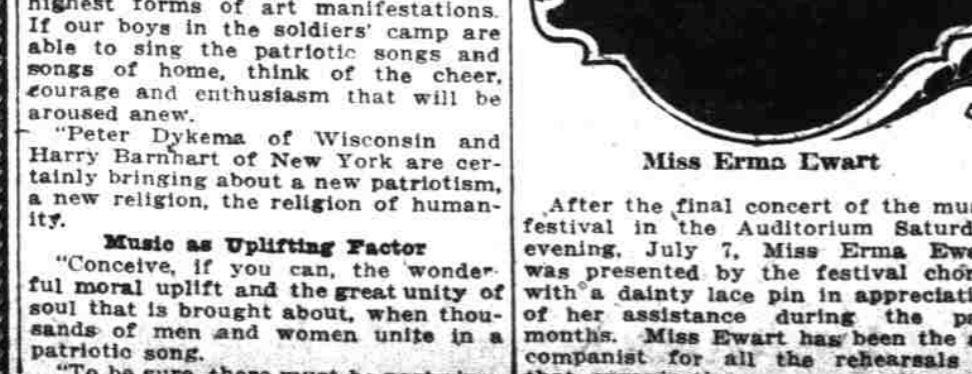 highest forms of art manifestations.
If our boys in the soldiers' camp are
able to sing the patriotic songs and
songs of home, think of the cheer,
courage and enthusiasm that will be
aroused anew.
"Peter Dykema of Wisconsin and
Harry Barnhart of New York are cer-
tainly bringing about a new patriotism,
a new religion, the religion of human-
ity.
Music as Uplifting Factor
"Conceive, if you can, the wonder-
ful moral uplift and the great unity of
soul that is brought about, when thou-
sands of men and women unite in a
patriotic song.
"To be sure, there must be
Miss Erma Ewart
After the final concert of the mu
festival in the Auditorium Saturd
evening, July 7, Miss Erma Ewa
was presented by the festival chor
with a dainty lace pin in appreciati
of her assistance during the pa
months. Miss Ewart has been the a
companist for all the rehearsals